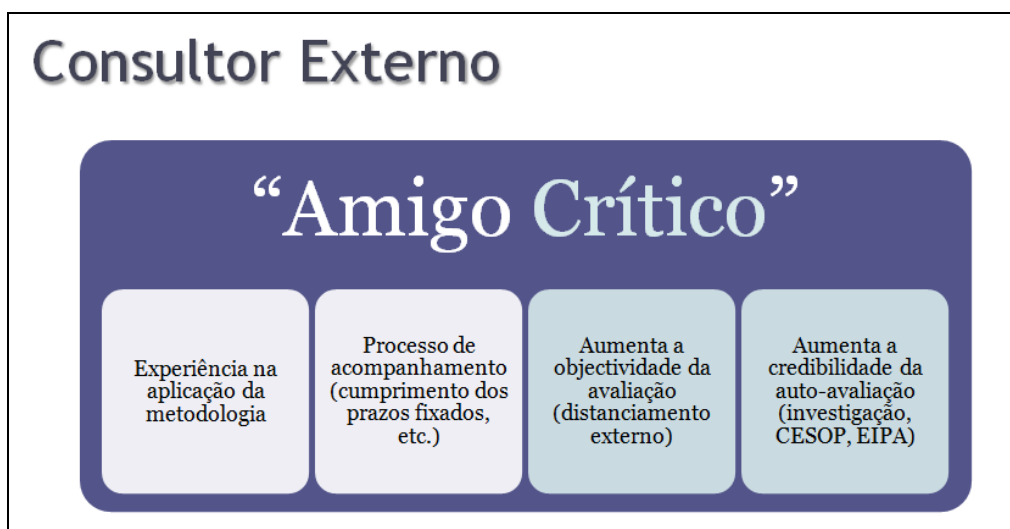 Consultor Externo
“Amigo Crítico”
Experiência na
aplicação da
metodologia
Processo de
acompanhamento
(cumprimento dos
prazos fixados,
etc.)
Aumenta a
objectividade da
avaliação
(distanciamento
externo)
Aumenta a
credibilidade da
auto-avaliação
(investigação,
CESOP, EIPA)